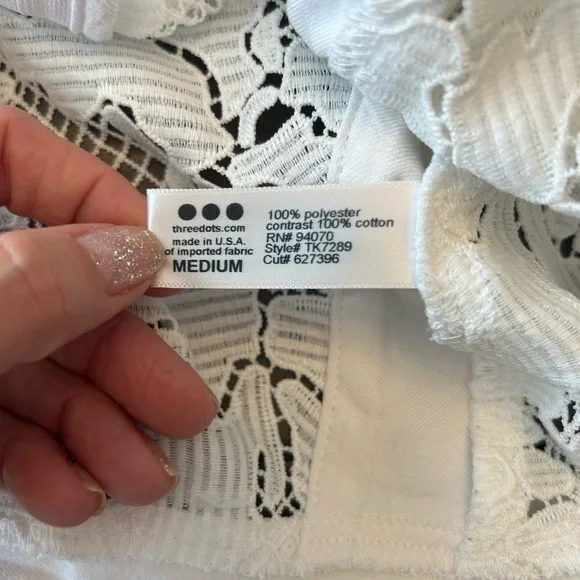 threedots.com
made in U.S.A.
of imported fabric
MEDIUM
100% polyester
contrast 100% cotton
RN# 94070
Style# TK7289
Cut# 627396